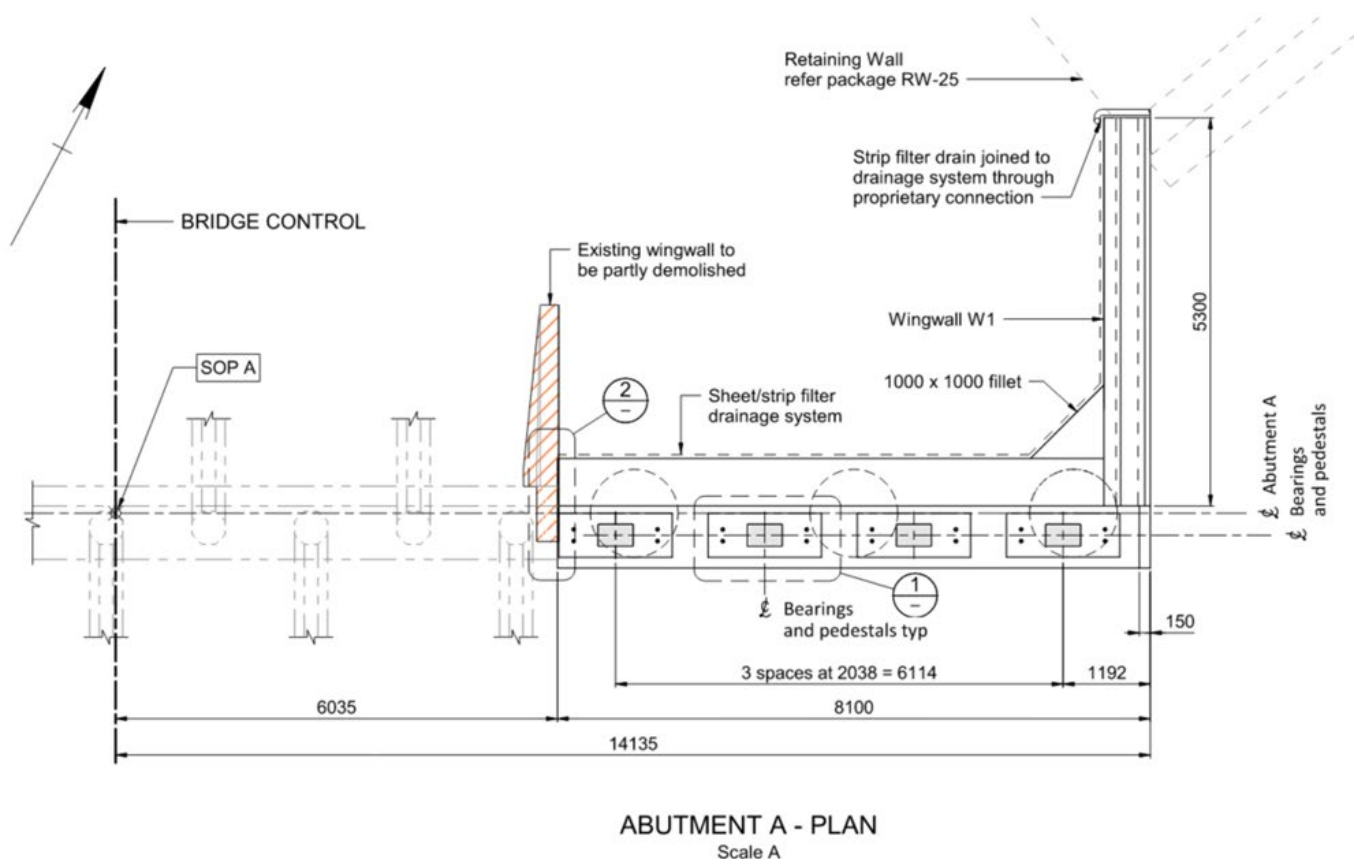 Retaining Wall
refer package RW-25
Strip filter drain joined to
drainage system through
proprietary connection
BRIDGE CONTROL
Existing wingwall to
be partly demolished
Wingwall W1
5300
SOP A
2
–
Sheet/strip filter
drainage system
1000 x 1000 fillet
℄ Abutment A
℄ Bearings
and pedestals
1
–
℄ Bearings
and pedestals typ
150
3 spaces at 2038 = 6114
1192
6035
8100
14135
ABUTMENT A - PLAN
Scale A